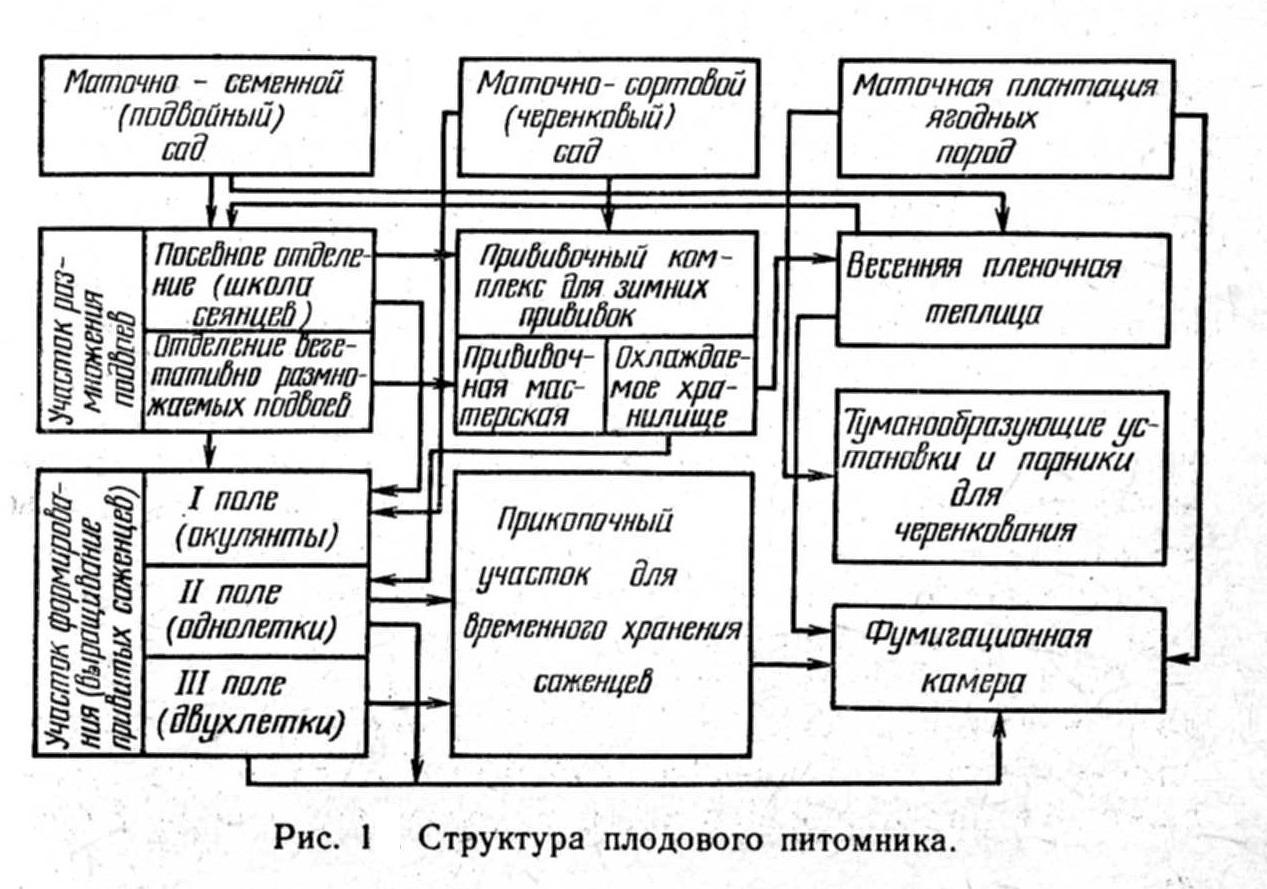 Маточно - семенной
(подвойный)
сад
Маточно-сортовой
(черенковый)
сад
Маточная плантация
ягодных
пород
Участок раз-
множения
подвоев
Посевное отделе-
ние (школа
сеянцев)
Отделение веге-
тативно размно-
жаемых подвоев
Прививочный ком-
плекс для зимних
прививок
Прививоч-
ная мас-
терская
Охлаждае-
мое хра-
нилище
Весенняя пленочная
теплица
Туманообразующие ус-
тановки и парники
для
черенкования
Участок формирова-
ния (выращивание
привитых саженцев)
I поле
(окулянты)
II поле
(однолетки)
III поле
(двухлетки)
Прикопочный
участок для
временного хранения
саженцев
Фумигационная
камера
Рис. 1 Структура плодового питомника.